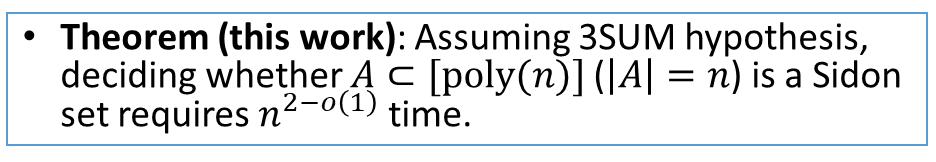 • Theorem (this work): Assuming 3SUM hypothesis,
deciding whether 𝐴 ⊂ [poly(𝑛)] (|𝐴| = 𝑛) is a Sidon
set requires 𝑛^{2−𝑜(1)} time.